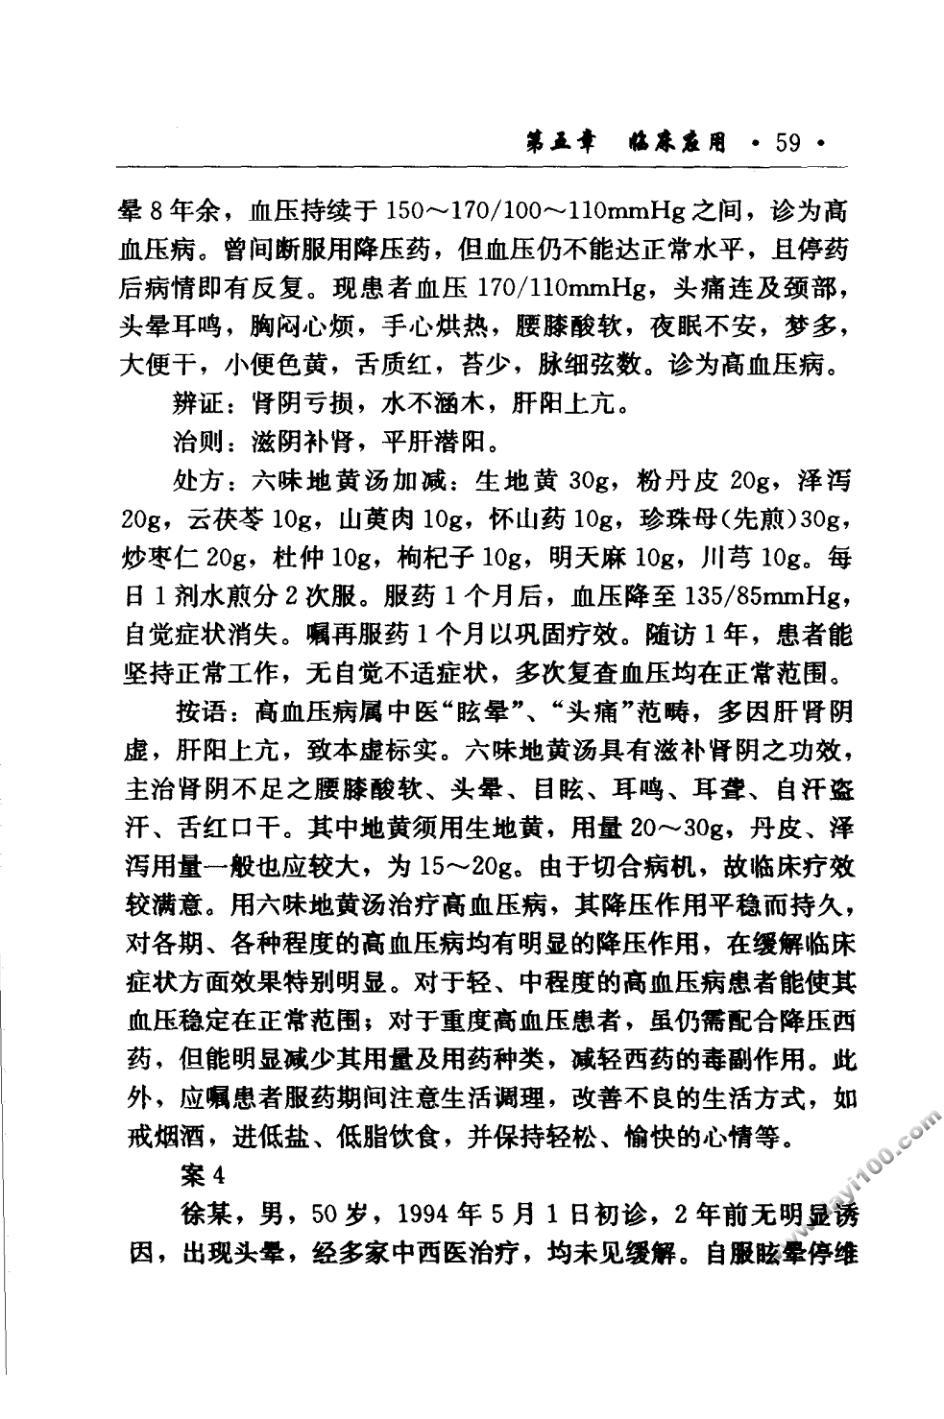 第五章 临床应用 · 59 ·
晕 8 年余，血压持续于 150～170/100～110mmHg 之间，诊为高
血压病。曾间断服用降压药，但血压仍不能达正常水平，且停药
后病情即有反复。现患者血压 170/110mmHg，头痛连及颈部，
头晕耳鸣，胸闷心烦，手心烘热，腰膝酸软，夜眠不安，梦多，
大便干，小便色黄，舌质红，苔少，脉细弦数。诊为高血压病。
辨证：肾阴亏损，水不涵木，肝阳上亢。
治则：滋阴补肾，平肝潜阳。
处方：六味地黄汤加减：生地黄 30g，粉丹皮 20g，泽泻
20g，云茯苓 10g，山萸肉 10g，怀山药 10g，珍珠母(先煎)30g，
炒枣仁 20g，杜仲 10g，枸杞子 10g，明天麻 10g，川芎 10g。每
日 1 剂水煎分 2 次服。服药 1 个月后，血压降至 135/85mmHg，
自觉症状消失。嘱再服药 1 个月以巩固疗效。随访 1 年，患者能
坚持正常工作，无自觉不适症状，多次复查血压均在正常范围。
按语：高血压病属中医“眩晕”、“头痛”范畴，多因肝肾阴
虚，肝阳上亢，致本虚标实。六味地黄汤具有滋补肾阴之功效，
主治肾阴不足之腰膝酸软、头晕、目眩、耳鸣、耳聋、自汗盗
汗、舌红口干。其中地黄须用生地黄，用量 20～30g，丹皮、泽
泻用量一般也应较大，为 15～20g。由于切合病机，故临床疗效
较满意。用六味地黄汤治疗高血压病，其降压作用平稳而持久，
对各期、各种程度的高血压病均有明显的降压作用，在缓解临床
症状方面效果特别明显。对于轻、中程度的高血压病患者能使其
血压稳定在正常范围；对于重度高血压患者，虽仍需配合降压西
药，但能明显减少其用量及用药种类，减轻西药的毒副作用。此
外，应嘱患者服药期间注意生活调理，改善不良的生活方式，如
戒烟酒，进低盐、低脂饮食，并保持轻松、愉快的心情等。
案 4
徐某，男，50 岁，1994 年 5 月 1 日初诊，2 年前无明显诱
因，出现头晕，经多家中西医治疗，均未见缓解。自服眩晕停维